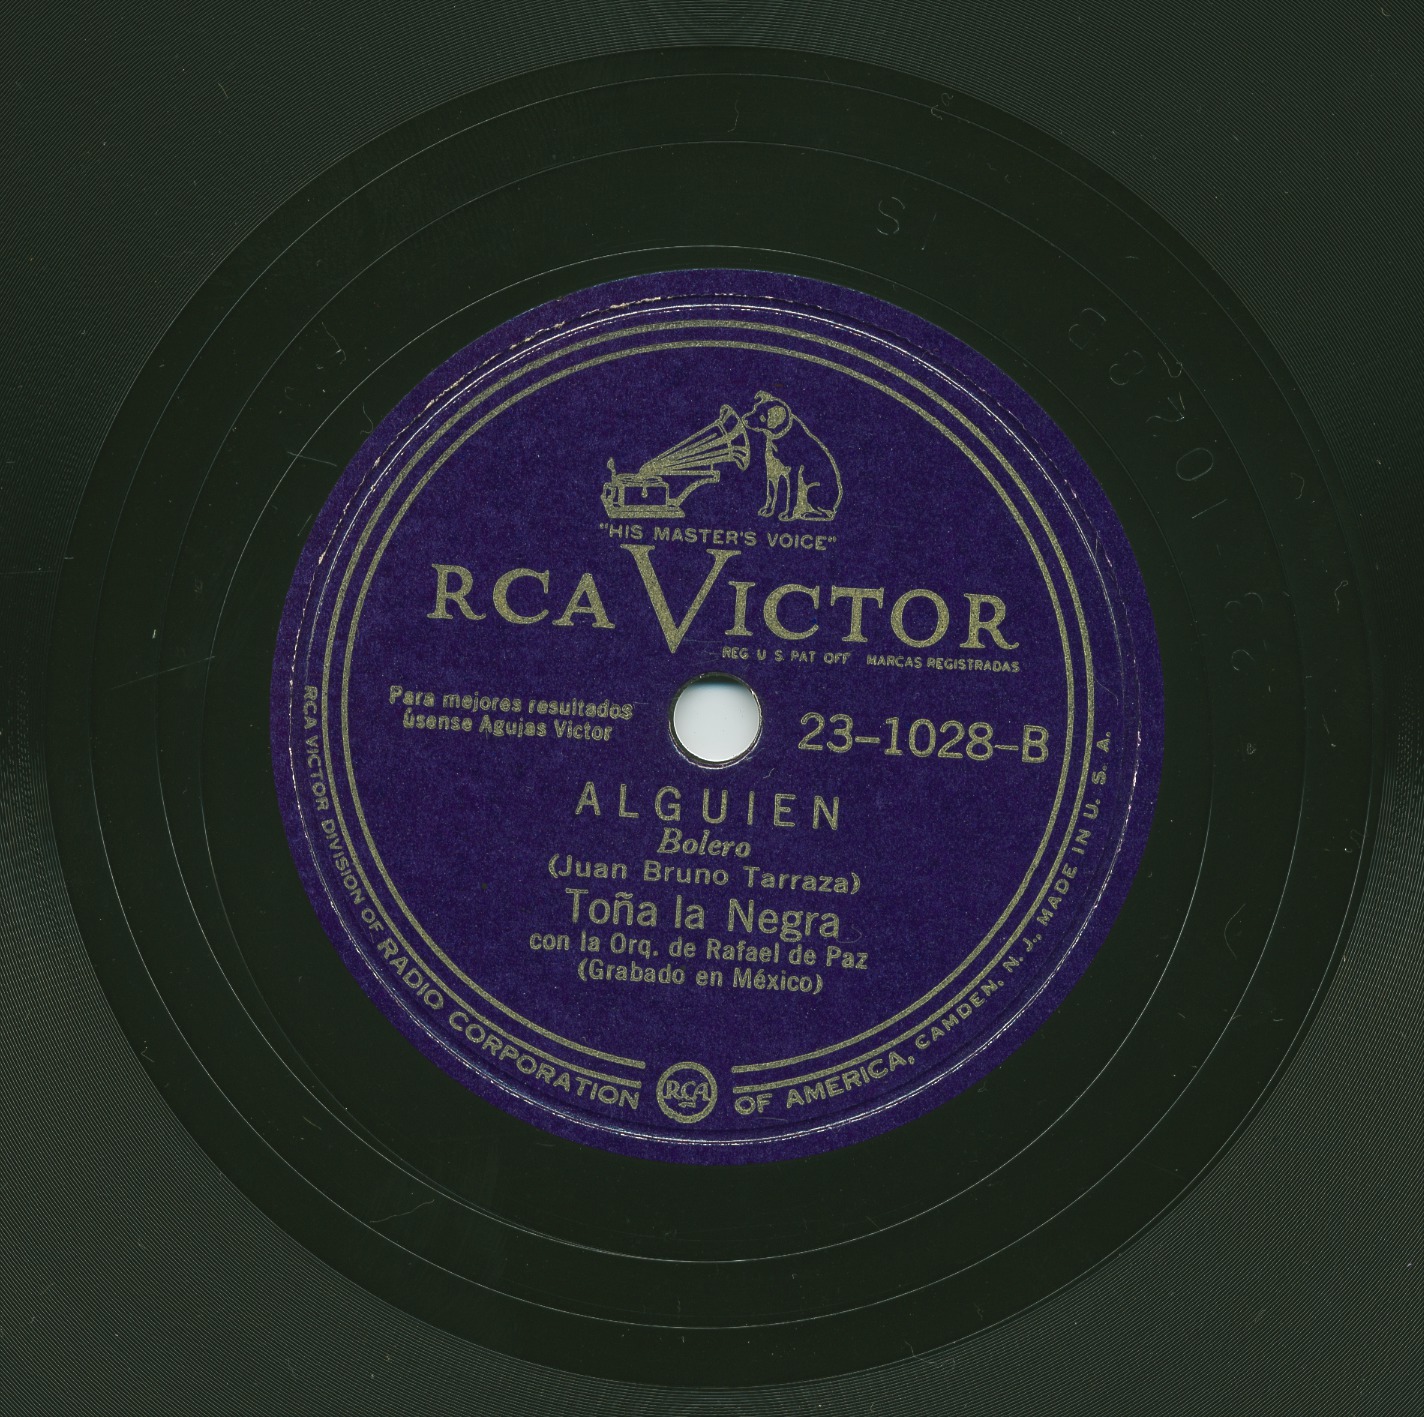 "HIS MASTER'S VOICE"
RCA VICTOR
REG U S PAT OFF MARCAS REGISTRADAS
Para mejores resultados
úsense Agujas Victor
23-1028-B
ALGUIEN
Bolero
(Juan Bruno Tarraza)
Toña la Negra
con la Orq. de Rafael de Paz
(Grabado en México)
RCA VICTOR DIVISION OF RADIO CORPORATION OF AMERICA, CAMDEN, N.J., MADE IN U. S. A.
RCA
S1